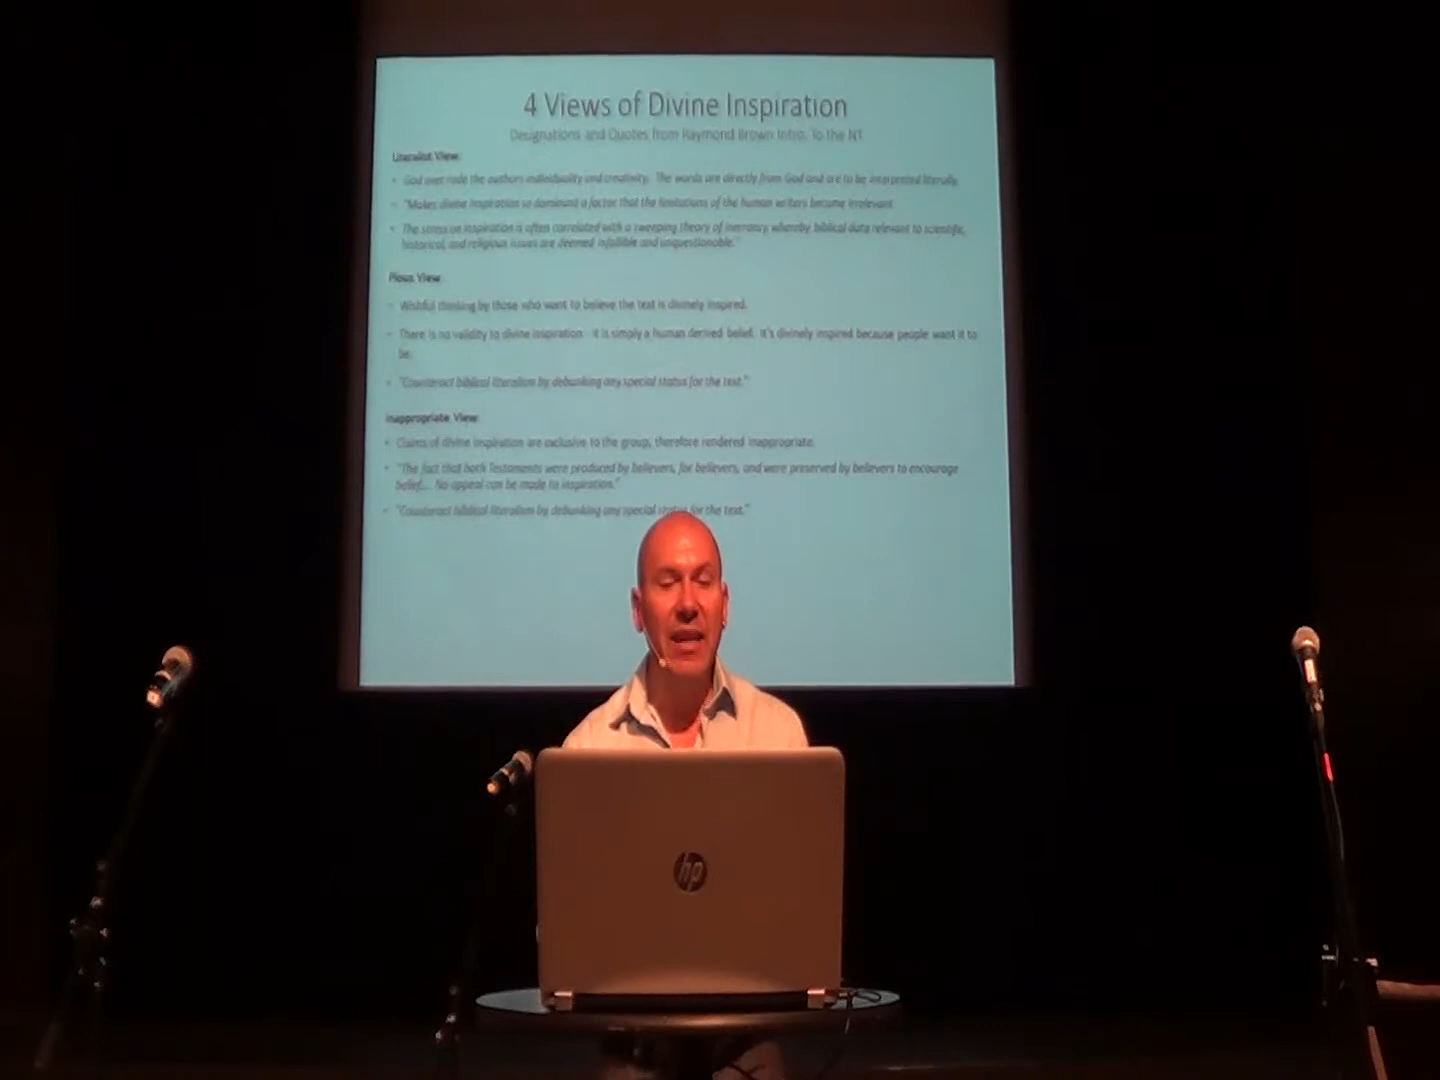 4 Views of Divine Inspiration
Designations and Quotes from Raymond Brown Intro. To the NT
Literalist View:
God over rode the authors individuality and creativity. The words are directly from God and are to be interpreted literally.
"Makes divine inspiration so dominant a factor that the limitations of the human writers become irrelevant
The stress on inspiration is often correlated with a sweeping theory of inerrancy whereby biblical data relevant to scientific,
historical, and religious issues are deemed infallible and unquestionable."
Pious View:
Wishful thinking by those who want to believe the text is divinely inspired.
There is no validity to divine inspiration. It is simply a human derived belief. It's divinely inspired because people want it to
be.
"Counteract biblical literalism by debunking any special status for the text."
Inappropriate View:
Claims of divine inspiration are exclusive to the group, therefore rendered inappropriate.
"The fact that both Testaments were produced by believers, for believers, and were preserved by believers to encourage
belief,... No appeal can be made to inspiration."
"Counteract biblical literalism by debunking any special status for the text."
hp